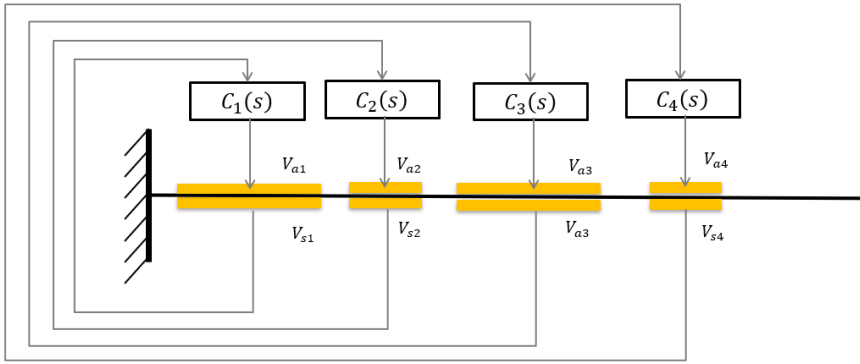 C₁(s) C₂(s) C₃(s) C₄(s)
Vₐ₁ Vₐ₂ Vₐ₃ Vₐ₄
Vₛ₁ Vₛ₂ Vₐ₃ Vₛ₄